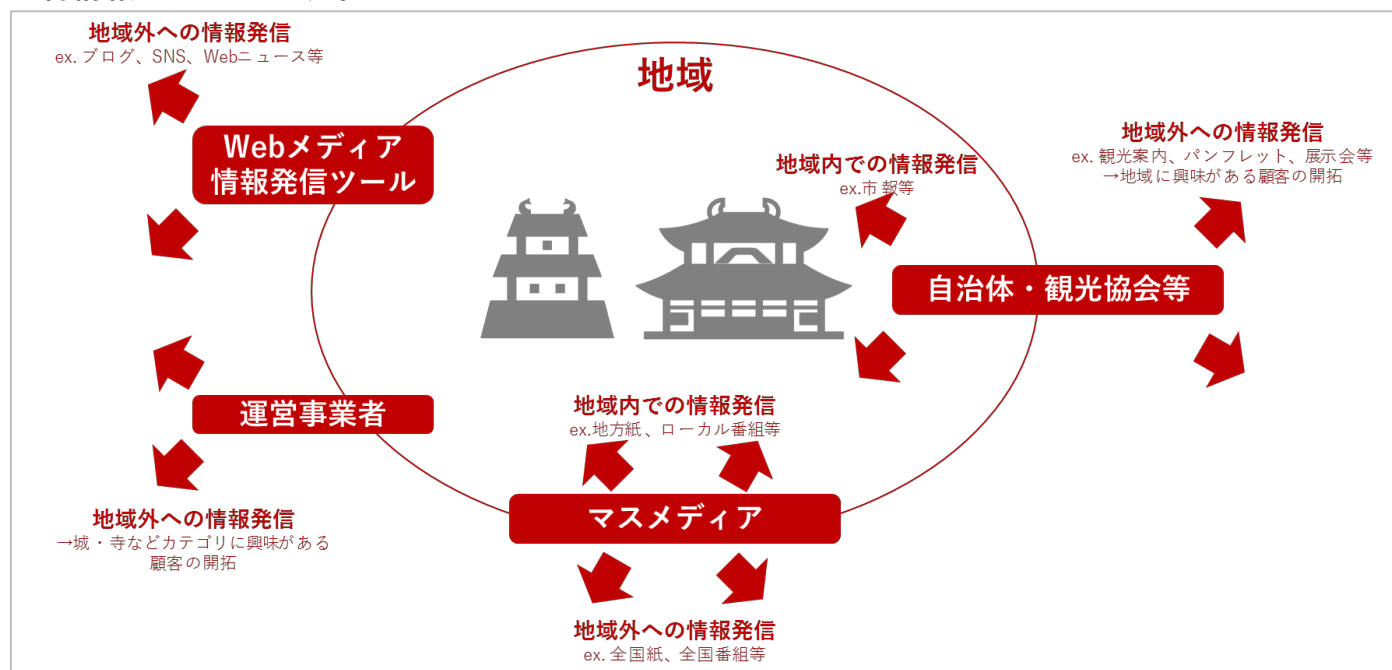 地域外への情報発信
ex. ブログ、SNS、Webニュース等
地域
Webメディア
情報発信ツール
地域内での情報発信
ex.市報等
地域外への情報発信
ex. 観光案内、パンフレット、展示会等
→地域に興味がある顧客の開拓
自治体・観光協会等
運営事業者
地域内での情報発信
ex.地方紙、ローカル番組等
マスメディア
地域外への情報発信
→城・寺などカテゴリに興味がある
顧客の開拓
地域外への情報発信
ex. 全国紙、全国番組等